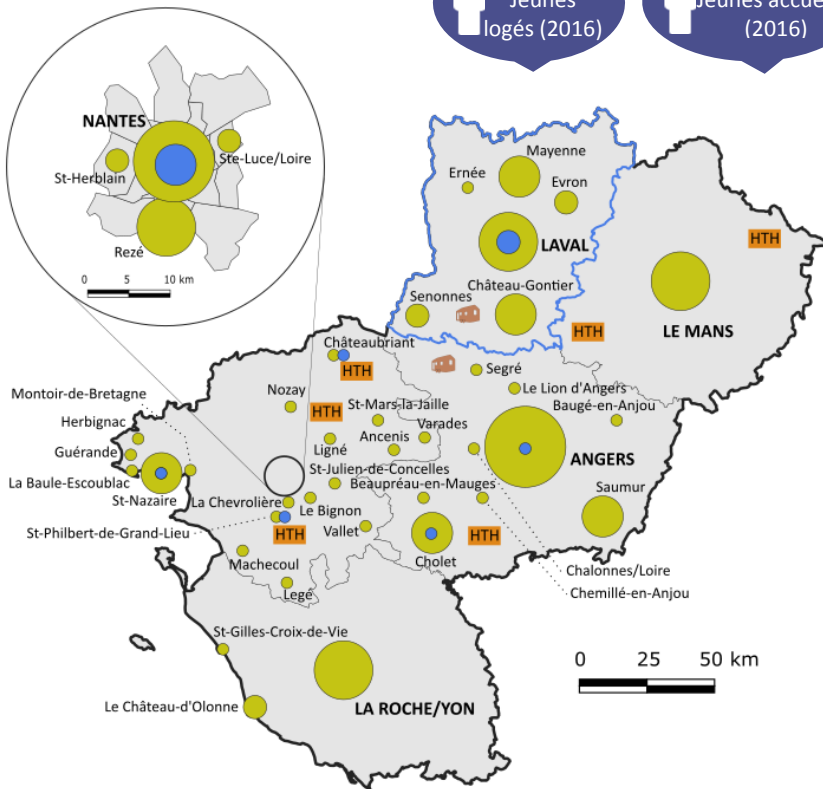 Jeunes
logés (2016)
(2016)
NANTES
Ste-Luce/Loire
St-Herblain
Rezé
0 5 10 km
Mayenne
Ernée
Evron
LAVAL
HTH
Château-Gontier
Senonnes
HTH
LE MANS
Châteaubriant
HTH
Segré
Montoir-de-Bretagne
Nozay
Le Lion d'Angers
HTH
St-Mars-la-Jaille
Baugé-en-Anjou
Herbignac
Varades
Guérande
Ligné
Ancenis
ANGERS
La Baule-Escoublac
St-Julien-de-Concelles
Beaupréau-en-Mauges
Saumur
St-Nazaire
La Chevrolière
Le Bignon
St-Philbert-de-Grand-Lieu
HTH
Vallet
HTH
Cholet
Machecoul
Chalonnes/Loire
Legé
Chemillé-en-Anjou
St-Gilles-Croix-de-Vie
0 25 50 km
Le Château-d'Olonne
LA ROCHE/YON